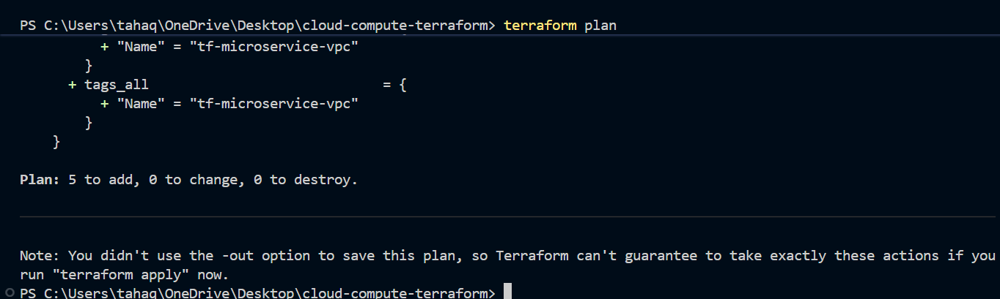 PS C:\Users\tahaq\OneDrive\Desktop\cloud-compute-terraform> terraform plan
+ "Name" = "tf-microservice-vpc"
}
+ tags_all = {
+ "Name" = "tf-microservice-vpc"
}
}
Plan: 5 to add, 0 to change, 0 to destroy.
Note: You didn't use the -out option to save this plan, so Terraform can't guarantee to take exactly these actions if you
run "terraform apply" now.
PS C:\Users\tahaq\OneDrive\Desktop\cloud-compute-terraform>